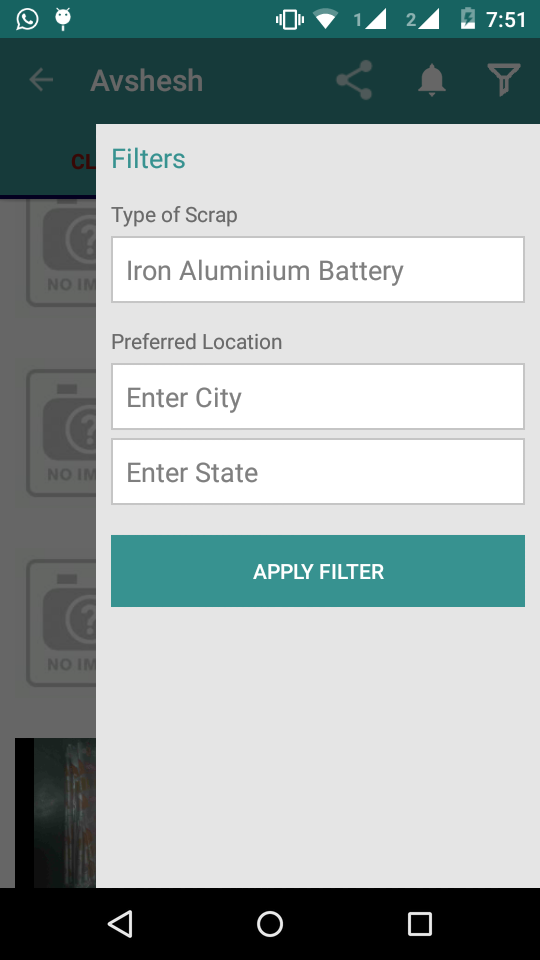 1 2 7:51
Avshesh
CL
Filters
Type of Scrap
Iron Aluminium Battery
NO IM
Preferred Location
Enter City
Enter State
NO IM
APPLY FILTER
NO IM